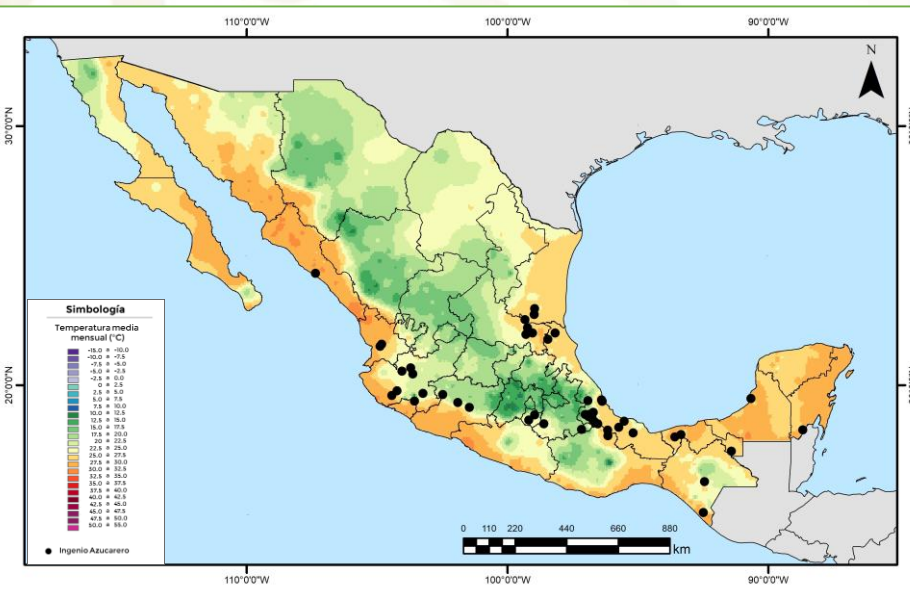 110°0'0"W 100°0'0"W 90°0'0"W
N
30°0'0"N
20°0'0"N
Simbología
Temperatura media
mensual (°C)
-15.0 a -10.0
-10.0 a -7.5
-7.5 a -5.0
-5.0 a -2.5
-2.5 a 0.0
0 a 2.5
2.5 a 5.0
5.0 a 7.5
7.5 a 10.0
10.0 a 12.5
12.5 a 15.0
15.0 a 17.5
17.5 a 20.0
20 a 22.5
22.5 a 25.0
25.0 a 27.5
27.5 a 30.0
30.0 a 32.5
32.5 a 35.0
35.0 a 37.5
37.5 a 40.0
40.0 a 42.5
42.5 a 45.0
45.0 a 47.5
47.5 a 50.0
50.0 a 55.0
Ingenio Azucarero
0 110 220 440 660 880
km
110°0'0"W 100°0'0"W 90°0'0"W